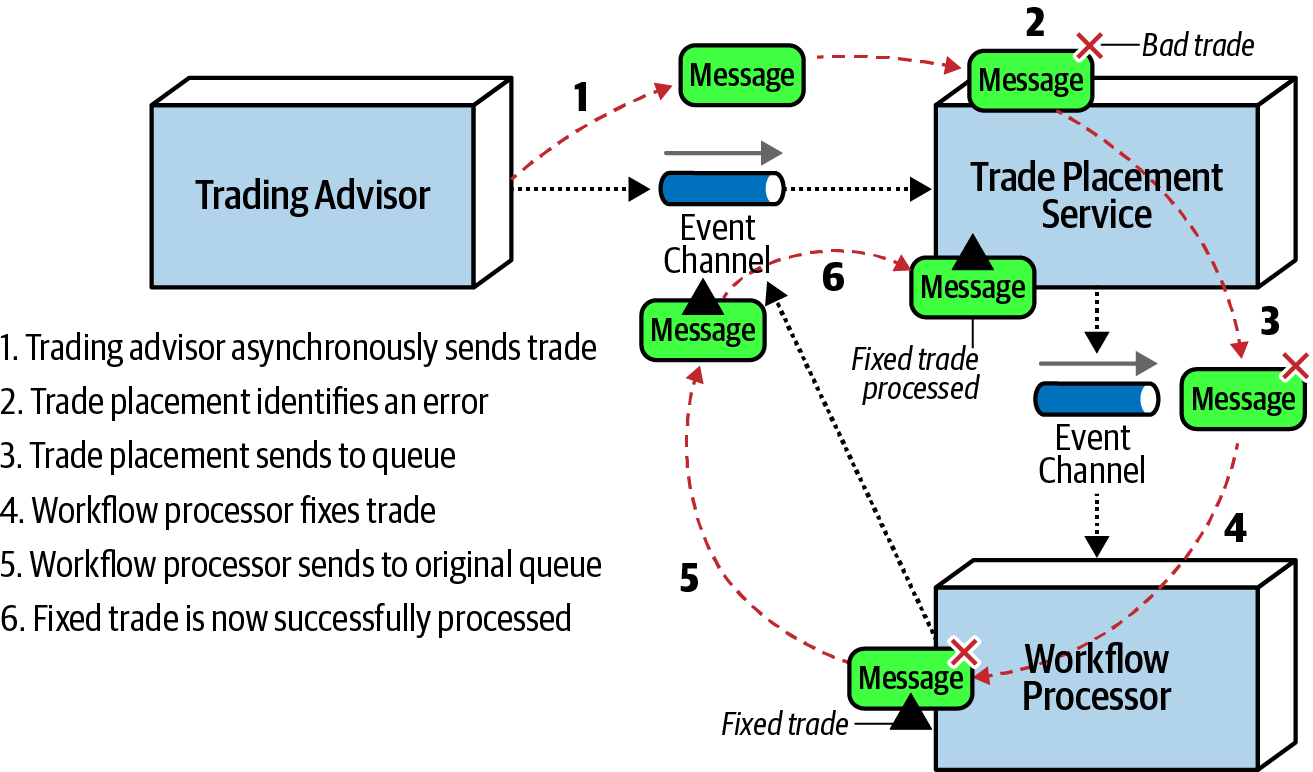 2
Bad trade
Message
Message
1
Trading Advisor
Trade Placement
Service
Event
Channel
6
Message
Message
3
Fixed trade
processed
Message
Event
Channel
1. Trading advisor asynchronously sends trade
2. Trade placement identifies an error
3. Trade placement sends to queue
4. Workflow processor fixes trade
5. Workflow processor sends to original queue
6. Fixed trade is now successfully processed
4
5
Message
Workflow
Processor
Fixed trade